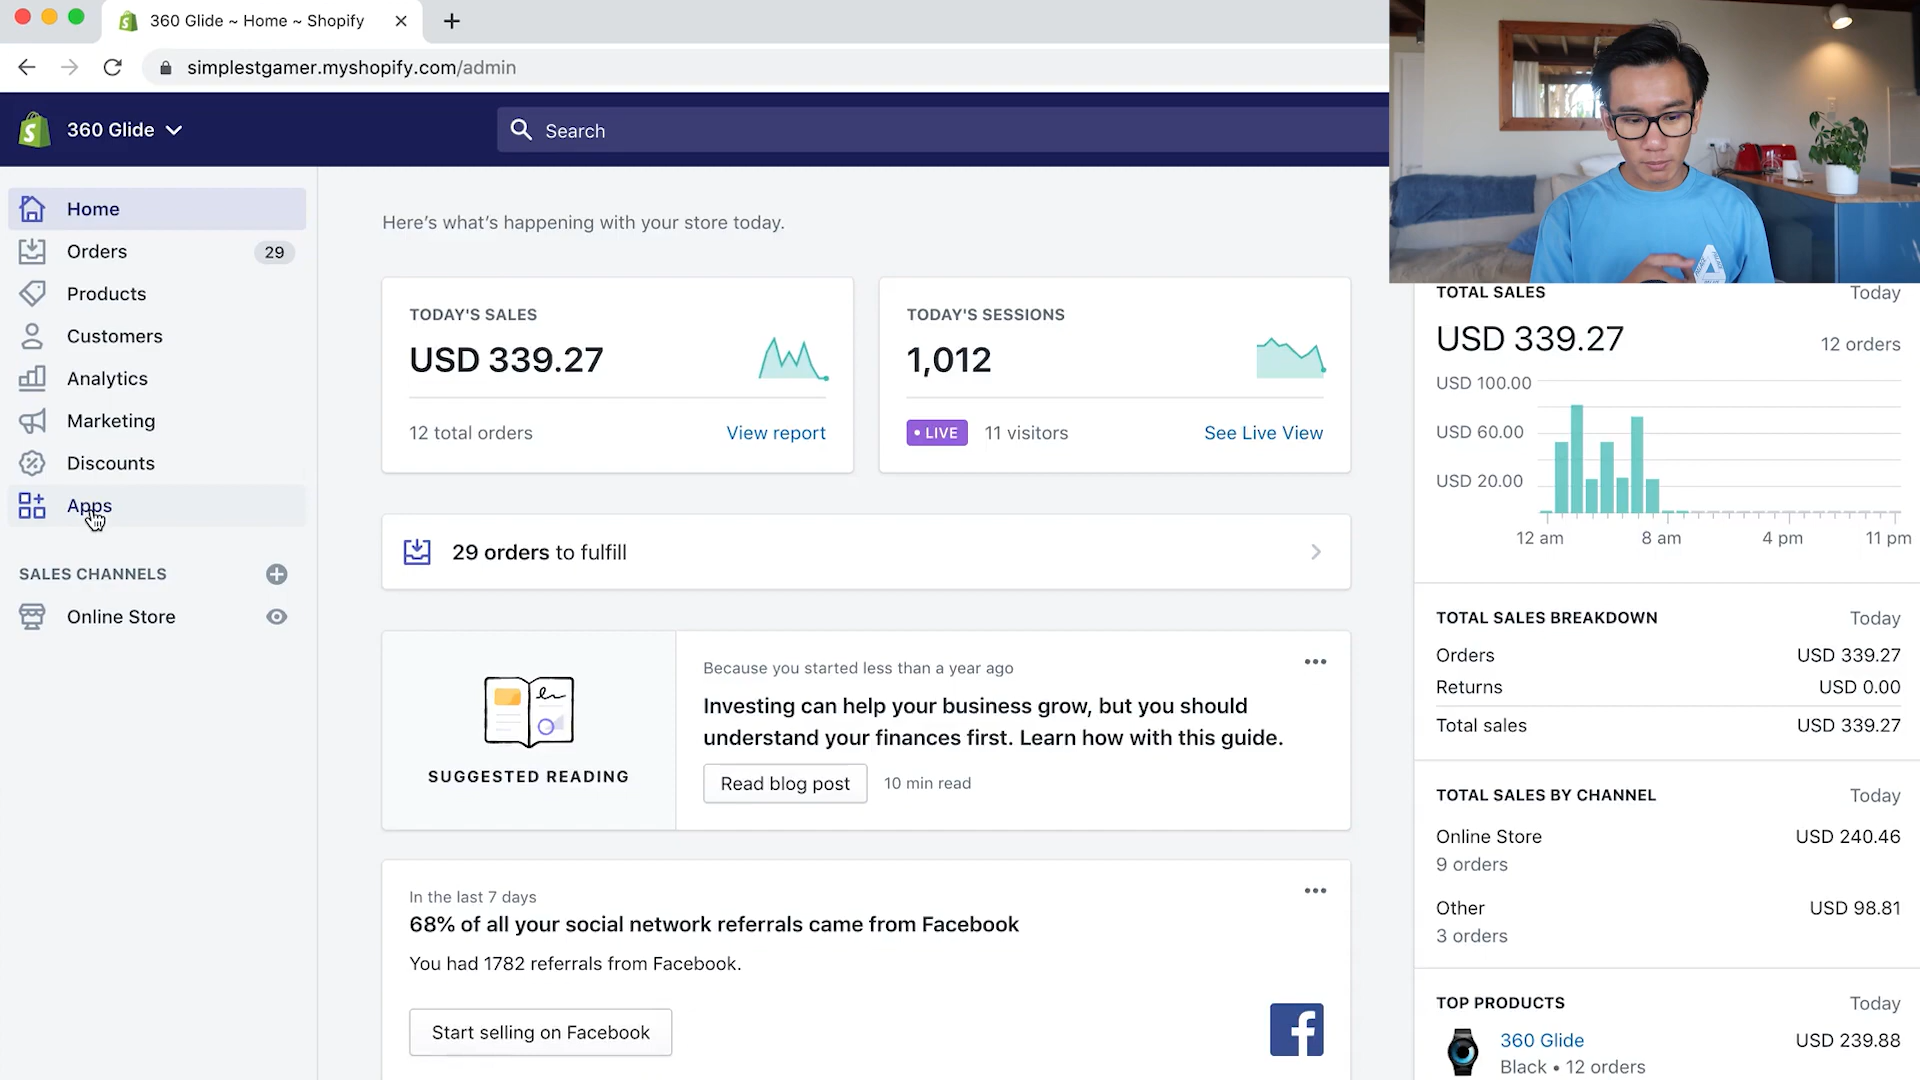 360 Glide ~ Home ~ Shopify
simplestgamer.myshopify.com/admin
360 Glide
Search
Home
Orders
29
Products
Customers
Analytics
Marketing
Discounts
Apps
SALES CHANNELS
Online Store
Here's what's happening with your store today.
TODAY'S SALES
USD 339.27
12 total orders
View report
TODAY'S SESSIONS
1,012
• LIVE
11 visitors
See Live View
29 orders to fulfill
SUGGESTED READING
Because you started less than a year ago
Investing can help your business grow, but you should
understand your finances first. Learn how with this guide.
Read blog post
10 min read
In the last 7 days
68% of all your social network referrals came from Facebook
You had 1782 referrals from Facebook.
Start selling on Facebook
TOTAL SALES
Today
USD 339.27
12 orders
USD 100.00
USD 60.00
USD 20.00
12 am
8 am
4 pm
11 pm
TOTAL SALES BREAKDOWN
Today
Orders
USD 339.27
Returns
USD 0.00
Total sales
USD 339.27
TOTAL SALES BY CHANNEL
Today
Online Store
USD 240.46
9 orders
Other
USD 98.81
3 orders
TOP PRODUCTS
Today
360 Glide
USD 239.88
Black • 12 orders